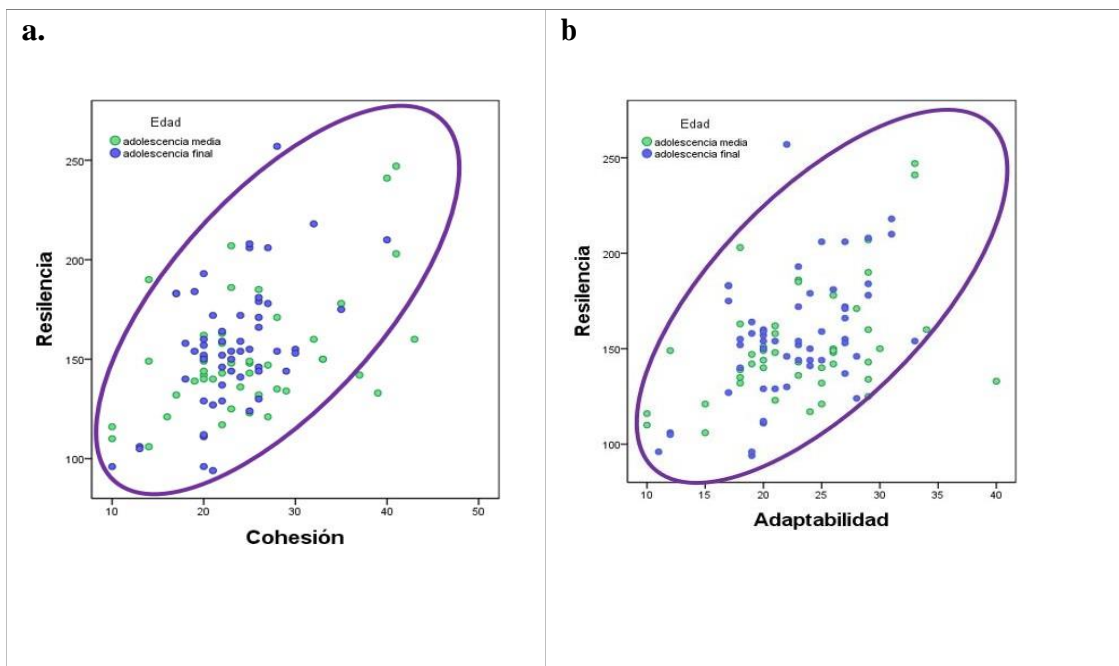 a.
Edad
adolescencia media
adolescencia final
250
200
150
100
Resilencia
10
20
30
40
50
Cohesión
b
Edad
adolescencia media
adolescencia final
250
200
150
100
Resilencia
10
15
20
25
30
35
40
Adaptabilidad